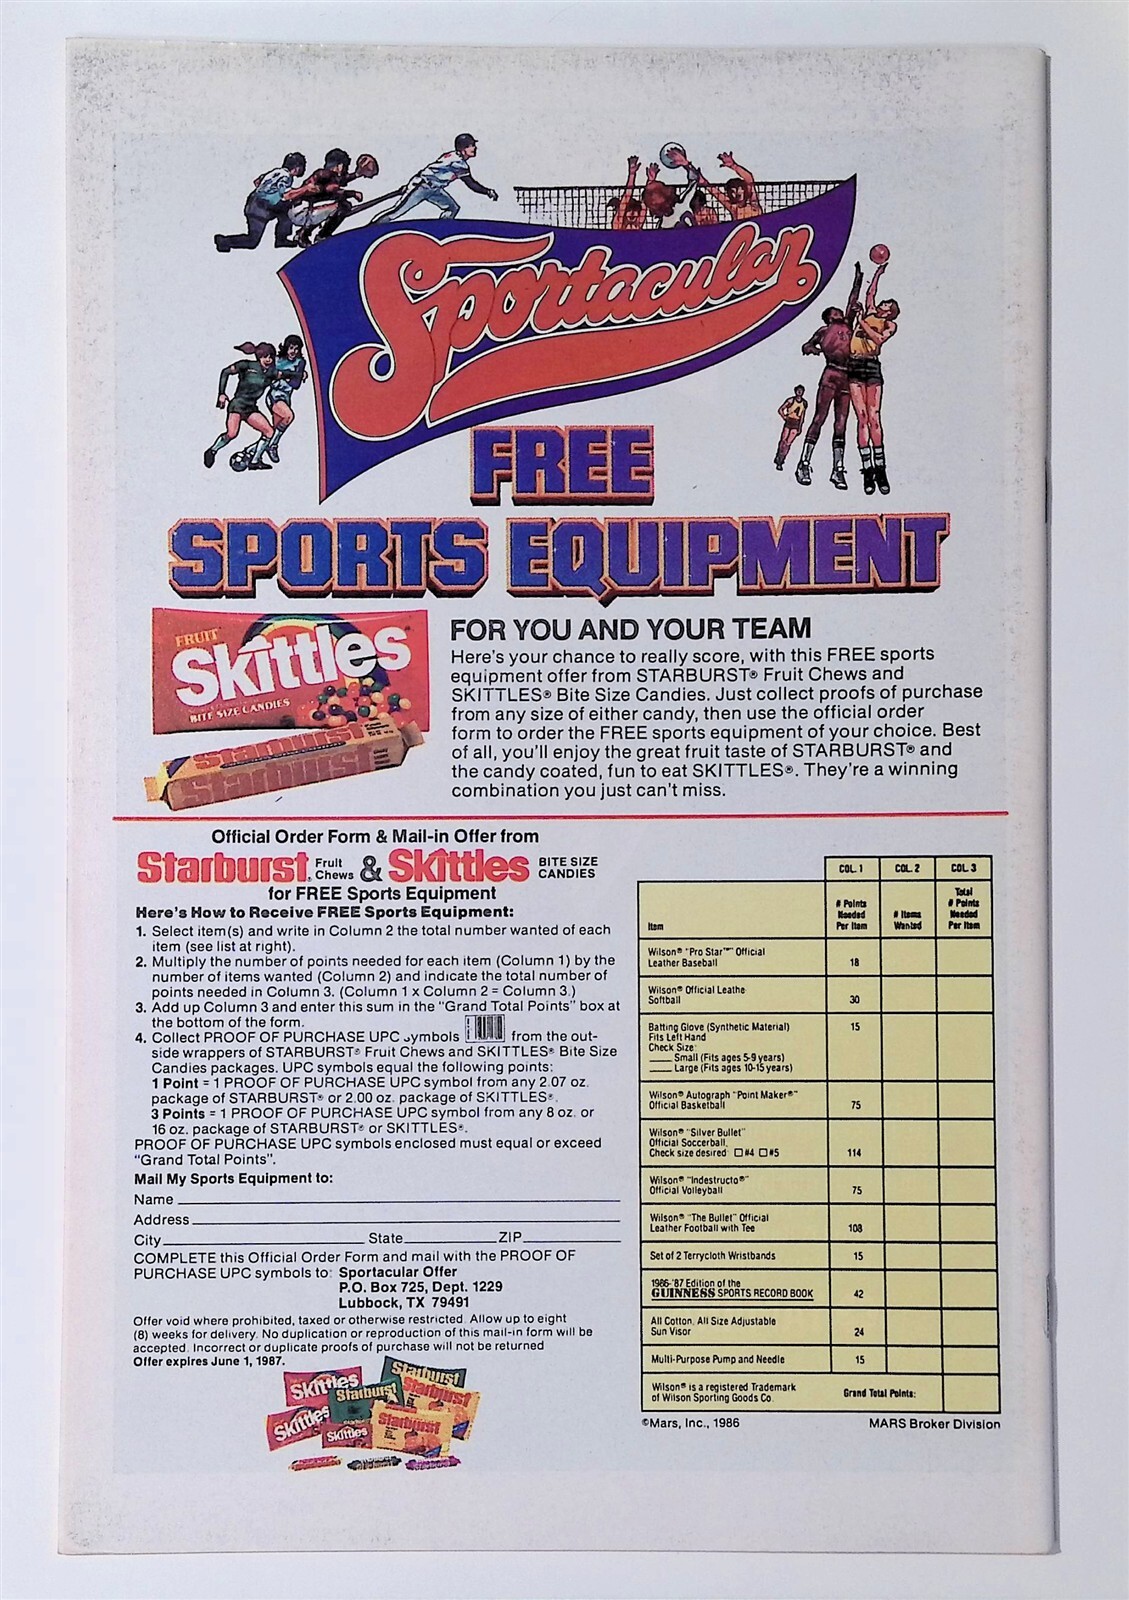 Sportacular
FREE
SPORTS EQUIPMENT
FRUIT
Skittles
BITE SIZE CANDIES
Starburst
Starburst
FOR YOU AND YOUR TEAM
Here's your chance to really score, with this FREE sports
equipment offer from STARBURST® Fruit Chews and
SKITTLES® Bite Size Candies. Just collect proofs of purchase
from any size of either candy, then use the official order
form to order the FREE sports equipment of your choice. Best
of all, you'll enjoy the great fruit taste of STARBURST® and
the candy coated, fun to eat SKITTLES®. They're a winning
combination you just can't miss.
Official Order Form & Mail-in Offer from
Starburst® Fruit Chews & Skittles BITE SIZE CANDIES
for FREE Sports Equipment
Here's How to Receive FREE Sports Equipment:
1. Select item(s) and write in Column 2 the total number wanted of each
item (see list at right).
2. Multiply the number of points needed for each item (Column 1) by the
number of items wanted (Column 2) and indicate the total number of
points needed in Column 3. (Column 1 x Column 2 = Column 3.)
3. Add up Column 3 and enter this sum in the "Grand Total Points" box at
the bottom of the form.
4. Collect PROOF OF PURCHASE UPC symbols from the out-
side wrappers of STARBURST® Fruit Chews and SKITTLES® Bite Size
Candies packages. UPC symbols equal the following points:
1 Point = 1 PROOF OF PURCHASE UPC symbol from any 2.07 oz.
package of STARBURST® or 2.00 oz. package of SKITTLES®.
3 Points = 1 PROOF OF PURCHASE UPC symbol from any 8 oz. or
16 oz. package of STARBURST® or SKITTLES®.
PROOF OF PURCHASE UPC symbols enclosed must equal or exceed
"Grand Total Points".
Mail My Sports Equipment to:
Name
Address
City State ZIP
COMPLETE this Official Order Form and mail with the PROOF OF
PURCHASE UPC symbols to: Sportacular Offer
P.O. Box 725, Dept. 1229
Lubbock, TX 79491
Offer void where prohibited, taxed or otherwise restricted. Allow up to eight
(8) weeks for delivery. No duplication or reproduction of this mail-in form will be
accepted. Incorrect or duplicate proofs of purchase will not be returned
Offer expires June 1, 1987.
Skittles
Starburst
Starburst
Starburst
Skittles
Skittles
Starburst
COL. 1 COL. 2 COL. 3
Item # Points Needed Per Item # Items Wanted Total # Points Needed Per Item
Wilson® "Pro Star™" Official
Leather Baseball 18
Wilson® Official Leathe
Softball 30
Batting Glove (Synthetic Material) 15
Fits Left Hand
Check Size:
Small (Fits ages 5-9 years)
Large (Fits ages 10-15 years)
Wilson® Autograph "Point Maker®"
Official Basketball 75
Wilson® "Silver Bullet"
Official Soccerball,
Check size desired: #4 #5 114
Wilson® "Indestructo®"
Official Volleyball 75
Wilson® "The Bullet" Official
Leather Football with Tee 108
Set of 2 Terrycloth Wristbands 15
1986-'87 Edition of the
GUINNESS SPORTS RECORD BOOK 42
All Cotton, All Size Adjustable
Sun Visor 24
Multi-Purpose Pump and Needle 15
Wilson® is a registered Trademark
of Wilson Sporting Goods Co. Grand Total Points:
©Mars, Inc., 1986 MARS Broker Division